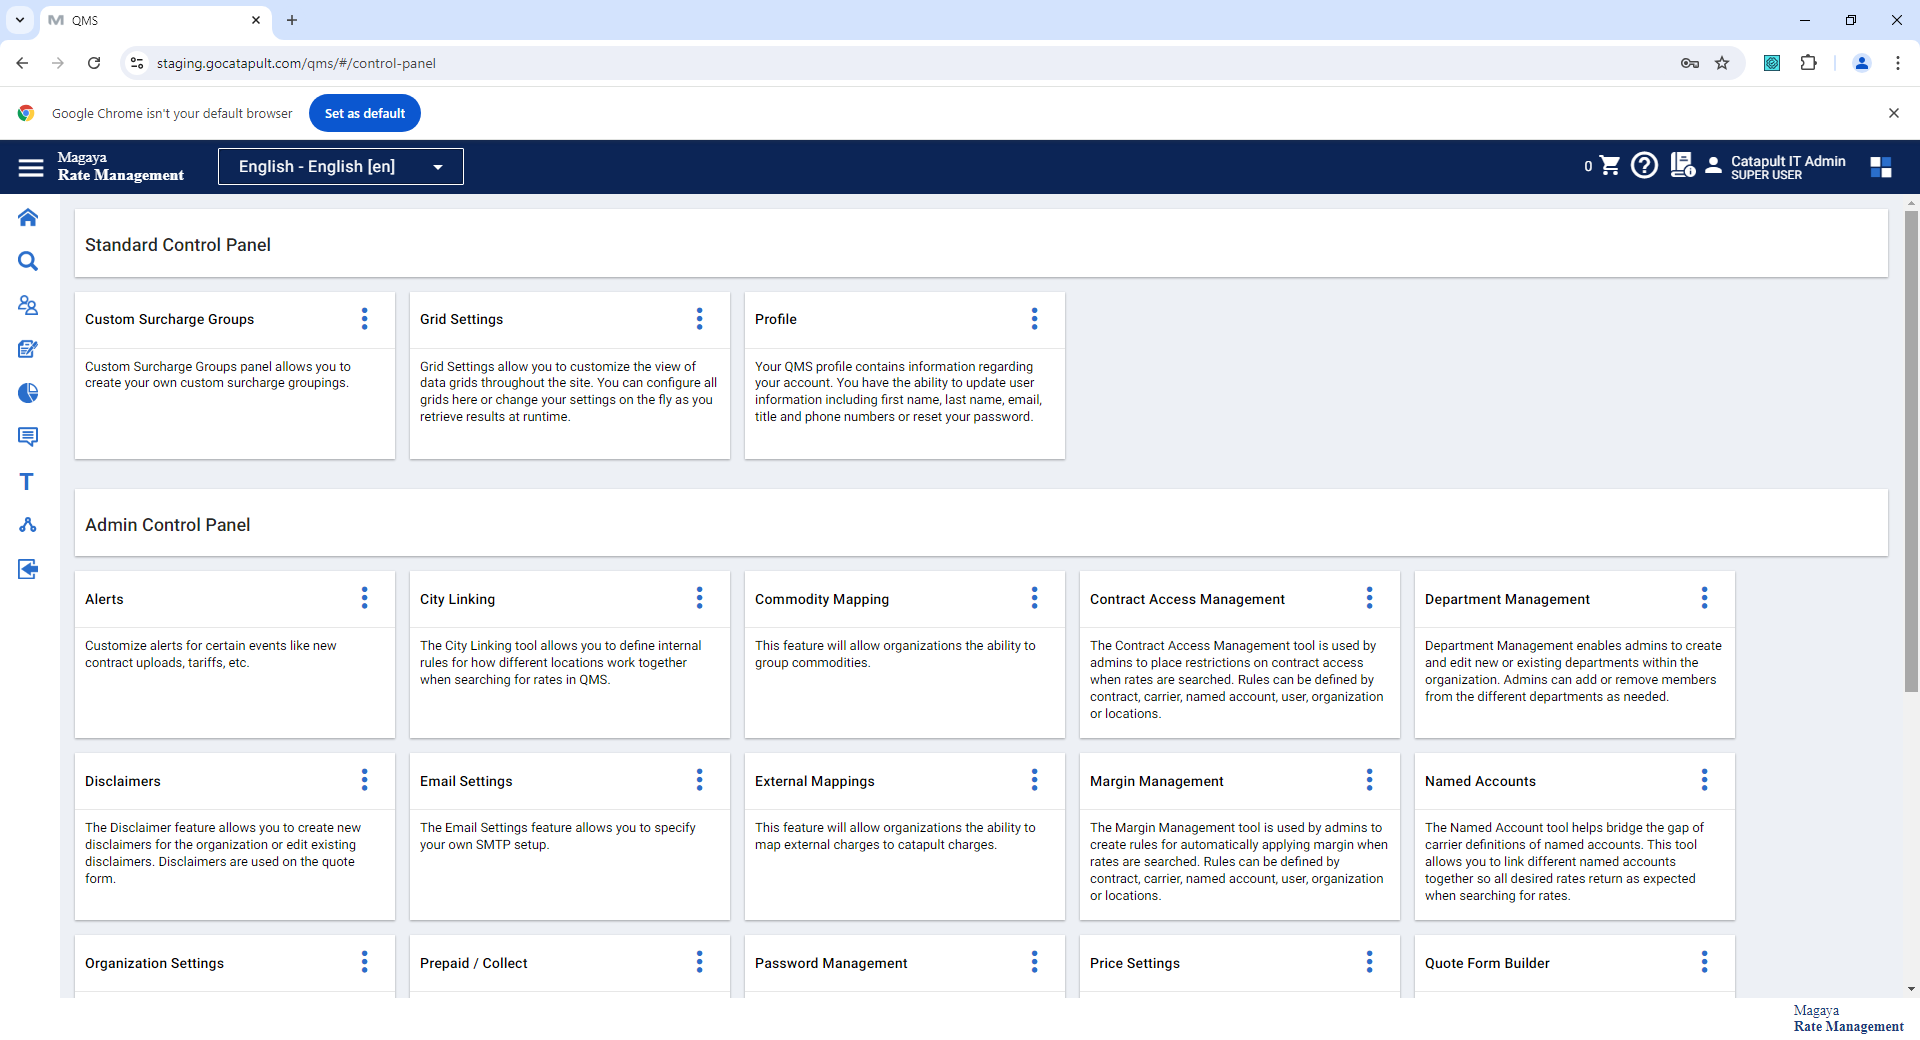 QMS
staging.gocatapult.com/qms/#/control-panel
Google Chrome isn't your default browser
Set as default
Magaya
Rate Management
English - English [en]
0
Catapult IT Admin
SUPER USER
Standard Control Panel
Custom Surcharge Groups
Custom Surcharge Groups panel allows you to
create your own custom surcharge groupings.
Grid Settings
Grid Settings allow you to customize the view of
data grids throughout the site. You can configure all
grids here or change your settings on the fly as you
retrieve results at runtime.
Profile
Your QMS profile contains information regarding
your account. You have the ability to update user
information including first name, last name, email,
title and phone numbers or reset your password.
T
Admin Control Panel
Alerts
Customize alerts for certain events like new
contract uploads, tariffs, etc.
City Linking
The City Linking tool allows you to define internal
rules for how different locations work together
when searching for rates in QMS.
Commodity Mapping
This feature will allow organizations the ability to
group commodities.
Contract Access Management
The Contract Access Management tool is used by
admins to place restrictions on contract access
when rates are searched. Rules can be defined by
contract, carrier, named account, user, organization
or locations.
Department Management
Department Management enables admins to create
and edit new or existing departments within the
organization. Admins can add or remove members
from the different departments as needed.
Disclaimers
The Disclaimer feature allows you to create new
disclaimers for the organization or edit existing
disclaimers. Disclaimers are used on the quote
form.
Email Settings
The Email Settings feature allows you to specify
your own SMTP setup.
External Mappings
This feature will allow organizations the ability to
map external charges to catapult charges.
Margin Management
The Margin Management tool is used by admins to
create rules for automatically applying margin when
rates are searched. Rules can be defined by
contract, carrier, named account, user, organization
or locations.
Named Accounts
The Named Account tool helps bridge the gap of
carrier definitions of named accounts. This tool
allows you to link different named accounts
together so all desired rates return as expected
when searching for rates.
Organization Settings
Prepaid / Collect
Password Management
Price Settings
Quote Form Builder
Magaya
Rate Management